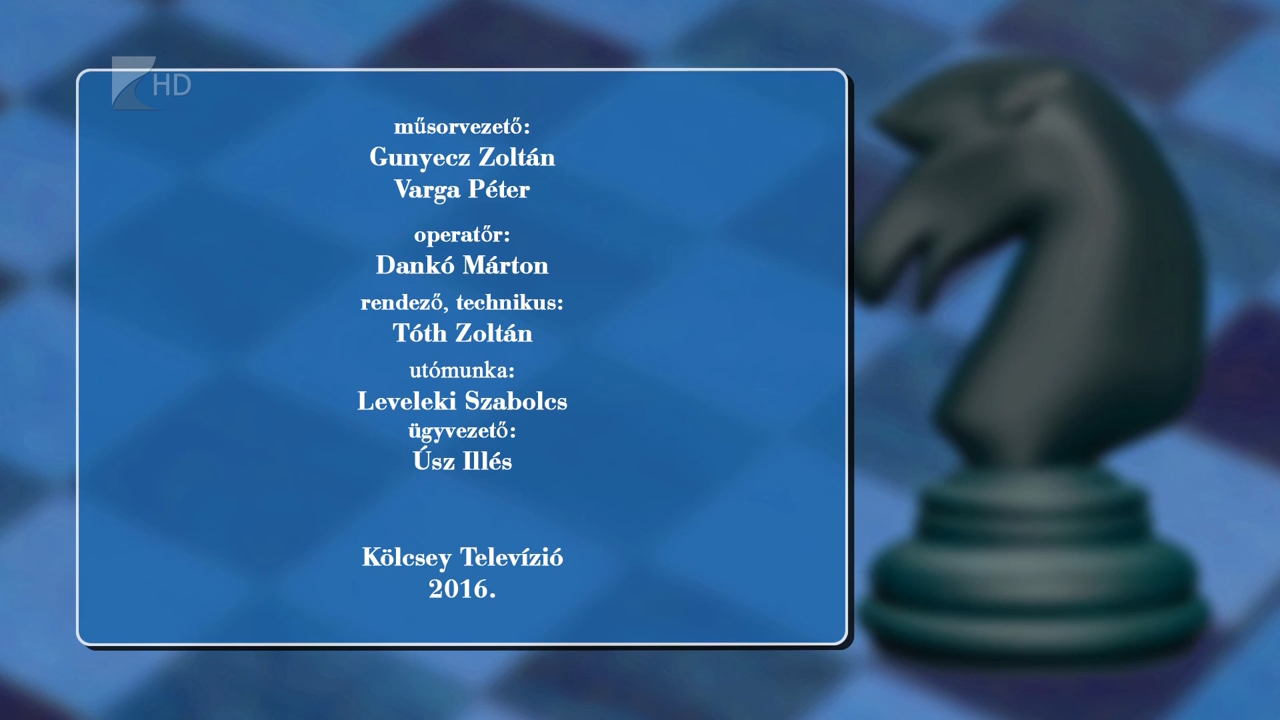 HD
műsorvezető:
Gunyecz Zoltán
Varga Péter
operatőr:
Dankó Márton
rendező, technikus:
Tóth Zoltán
utómunka:
Leveleki Szabolcs
ügyvezető:
Úsz Illés
Kölcsey Televízió
2016.